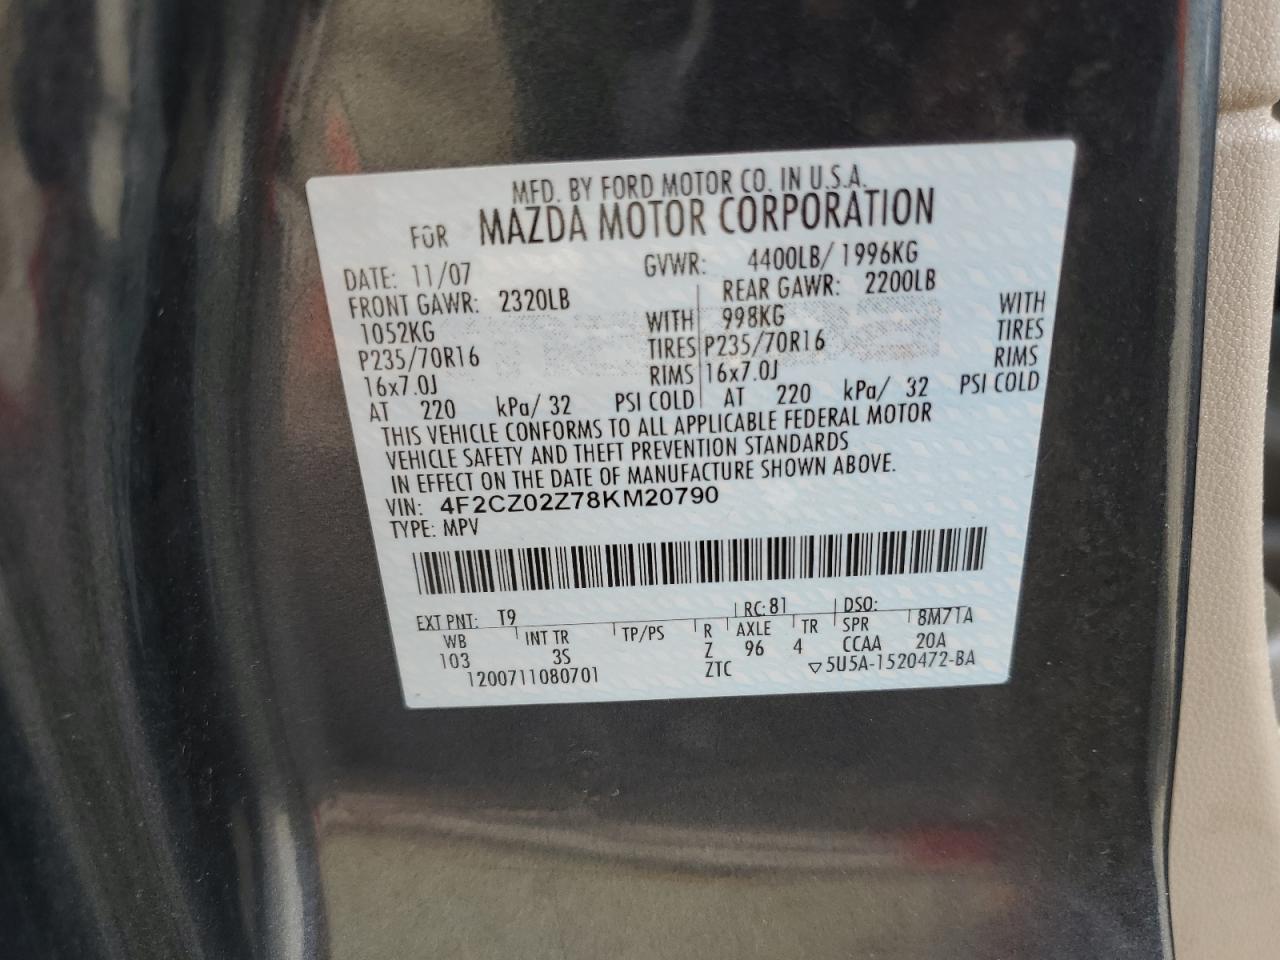 MFD. BY FORD MOTOR CO. IN U.S.A.
FOR MAZDA MOTOR CORPORATION
DATE: 11/07 GVWR: 4400LB/ 1996KG
FRONT GAWR: 2320LB REAR GAWR: 2200LB
1052KG WITH 998KG WITH
P235/70R16 TIRES P235/70R16 TIRES
16x7.0J RIMS 16x7.0J RIMS
AT 220 kPa/ 32 PSI COLD AT 220 kPa/ 32 PSI COLD
THIS VEHICLE CONFORMS TO ALL APPLICABLE FEDERAL MOTOR
VEHICLE SAFETY AND THEFT PREVENTION STANDARDS
IN EFFECT ON THE DATE OF MANUFACTURE SHOWN ABOVE.
VIN: 4F2CZ02Z78KM20790
TYPE: MPV
EXT PNT: T9 RC: 81 DSO:
WB INT TR TP/PS R AXLE TR SPR 8M71A
103 3S Z 96 4 CCAA 20A
1200711080701 ZTC ▽5U5A-1520472-BA